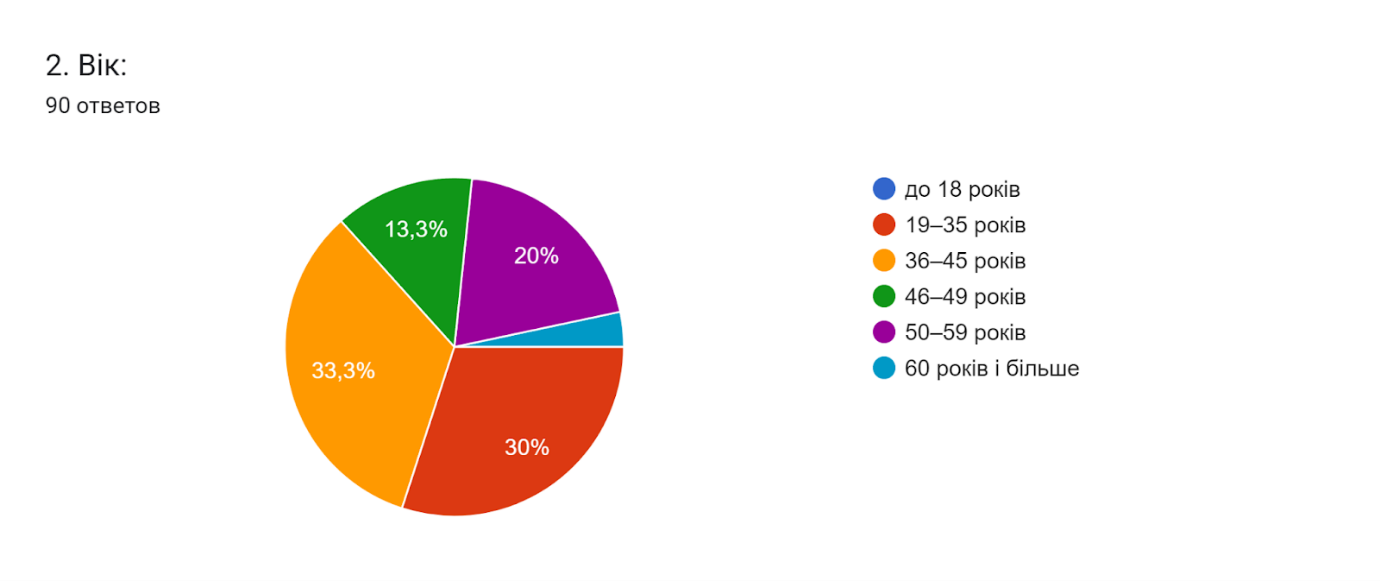 2. Вік:
90 ответов
13,3%
20%
33,3%
30%
до 18 років
19–35 років
36–45 років
46–49 років
50–59 років
60 років і більше